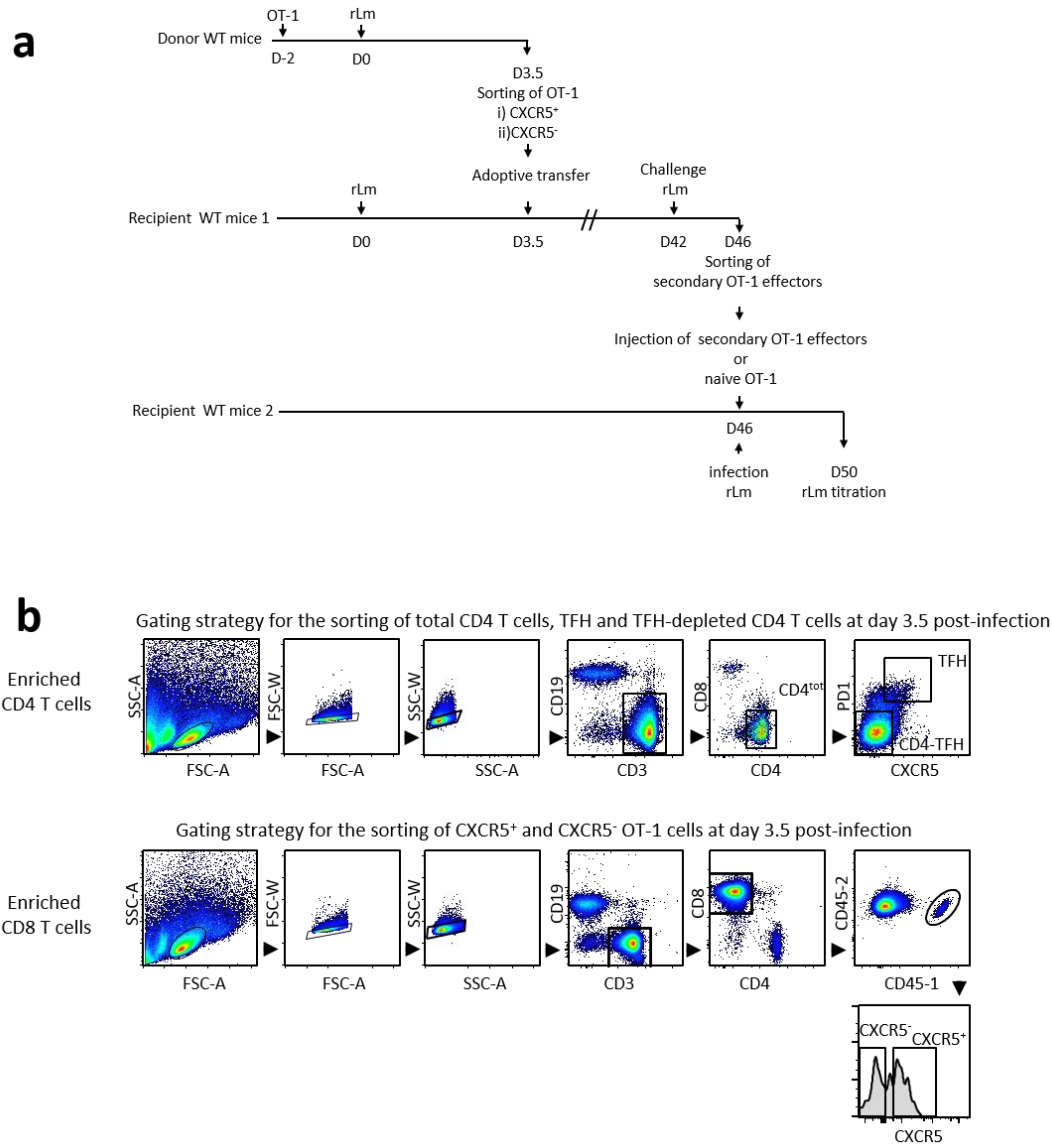 a
OT-1
rLm
Donor WT mice
D-2
D0
D3.5
Sorting of OT-1
i) CXCR5⁺
ii)CXCR5⁻
Adoptive transfer
Challenge
rLm
rLm
Recipient WT mice 1
D0
D3.5
D42
D46
Sorting of
secondary OT-1 effectors
Injection of secondary OT-1 effectors
or
naive OT-1
Recipient WT mice 2
D46
infection
rLm
D50
rLm titration
b
Gating strategy for the sorting of total CD4 T cells, TFH and TFH-depleted CD4 T cells at day 3.5 post-infection
Enriched
CD4 T cells
SSC-A
FSC-A
FSC-W
FSC-A
SSC-W
SSC-A
CD19
CD3
CD8
CD4ᵗᵒᵗ
CD4
PD1
TFH
CD4-TFH
CXCR5
Gating strategy for the sorting of CXCR5⁺ and CXCR5⁻ OT-1 cells at day 3.5 post-infection
Enriched
CD8 T cells
SSC-A
FSC-A
FSC-W
FSC-A
SSC-W
SSC-A
CD19
CD3
CD8
CD4
CD45-2
CD45-1
CXCR5⁻
CXCR5⁺
CXCR5